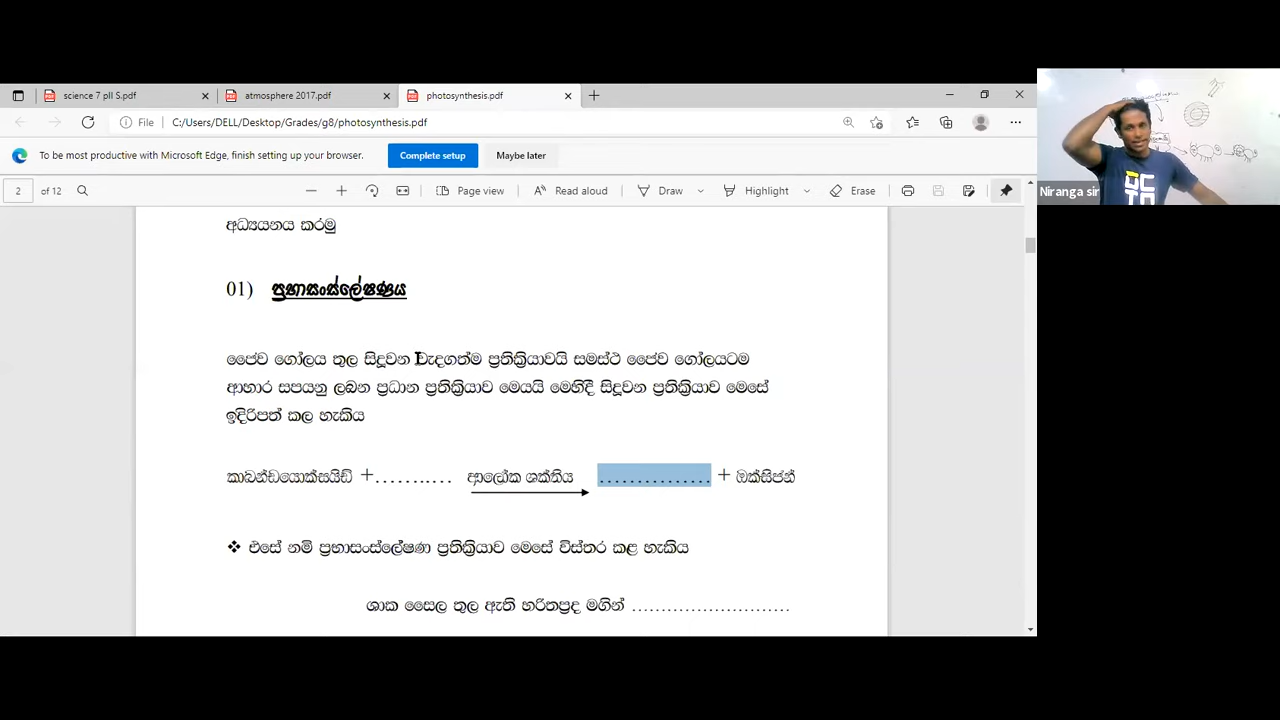 science 7 pll S.pdf
atmosphere 2017.pdf
photosynthesis.pdf
File C:/Users/DELL/Desktop/Grades/g8/photosynthesis.pdf
To be most productive with Microsoft Edge, finish setting up your browser.
Complete setup
Maybe later
2 of 12
Page view
Read aloud
Draw
Highlight
Erase
Niranga sir
අධ්‍යයනය කරමු
01) ප්‍රභාසංස්ලේෂණය
ජෛව ගෝලය තුල සිදුවන වැදගත්ම ප්‍රතික්‍රියාවයි සමස්ථ ජෛව ගෝලයටම
ආහාර සපයනු ලබන ප්‍රධාන ප්‍රතික්‍රියාව මෙයයි මෙහිදී සිදුවන ප්‍රතික්‍රියාව මෙසේ
ඉදිරිපත් කල හැකිය
කාබන්ඩයොක්සයිඩ් +........... ආලෝක ශක්තිය ............... + ඔක්සිජන්
❖ එසේ නම් ප්‍රභාසංස්ලේෂණ ප්‍රතික්‍රියාව මෙසේ විස්තර කළ හැකිය
ශාක සෛල තුල ඇති හරිතප්‍රද මගින් ...........................